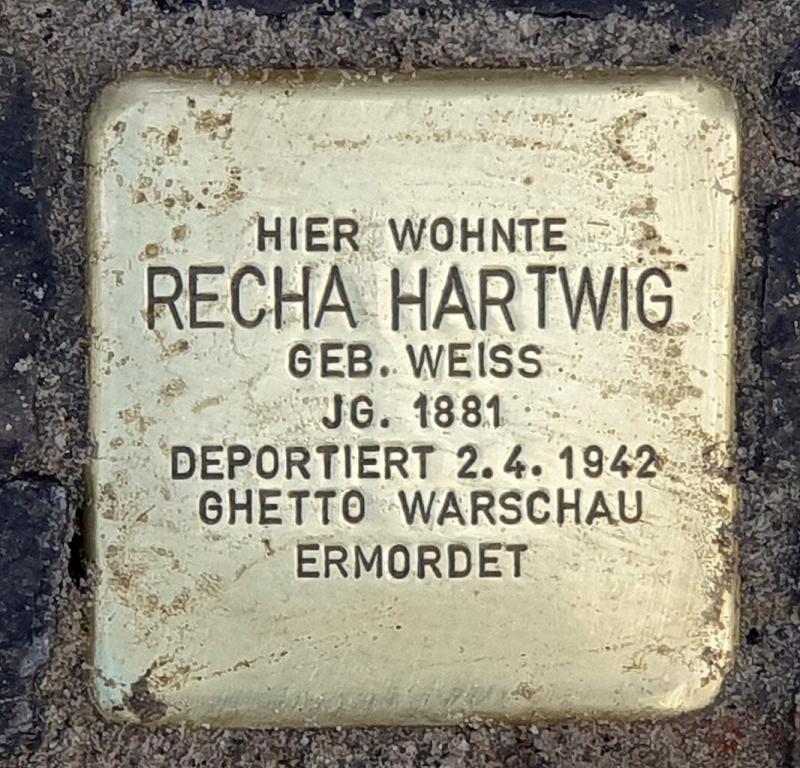 HIER WOHNTE
RECHA HARTWIG
GEB. WEISS
JG. 1881
DEPORTIERT 2.4.1942
GHETTO WARSCHAU
ERMORDET